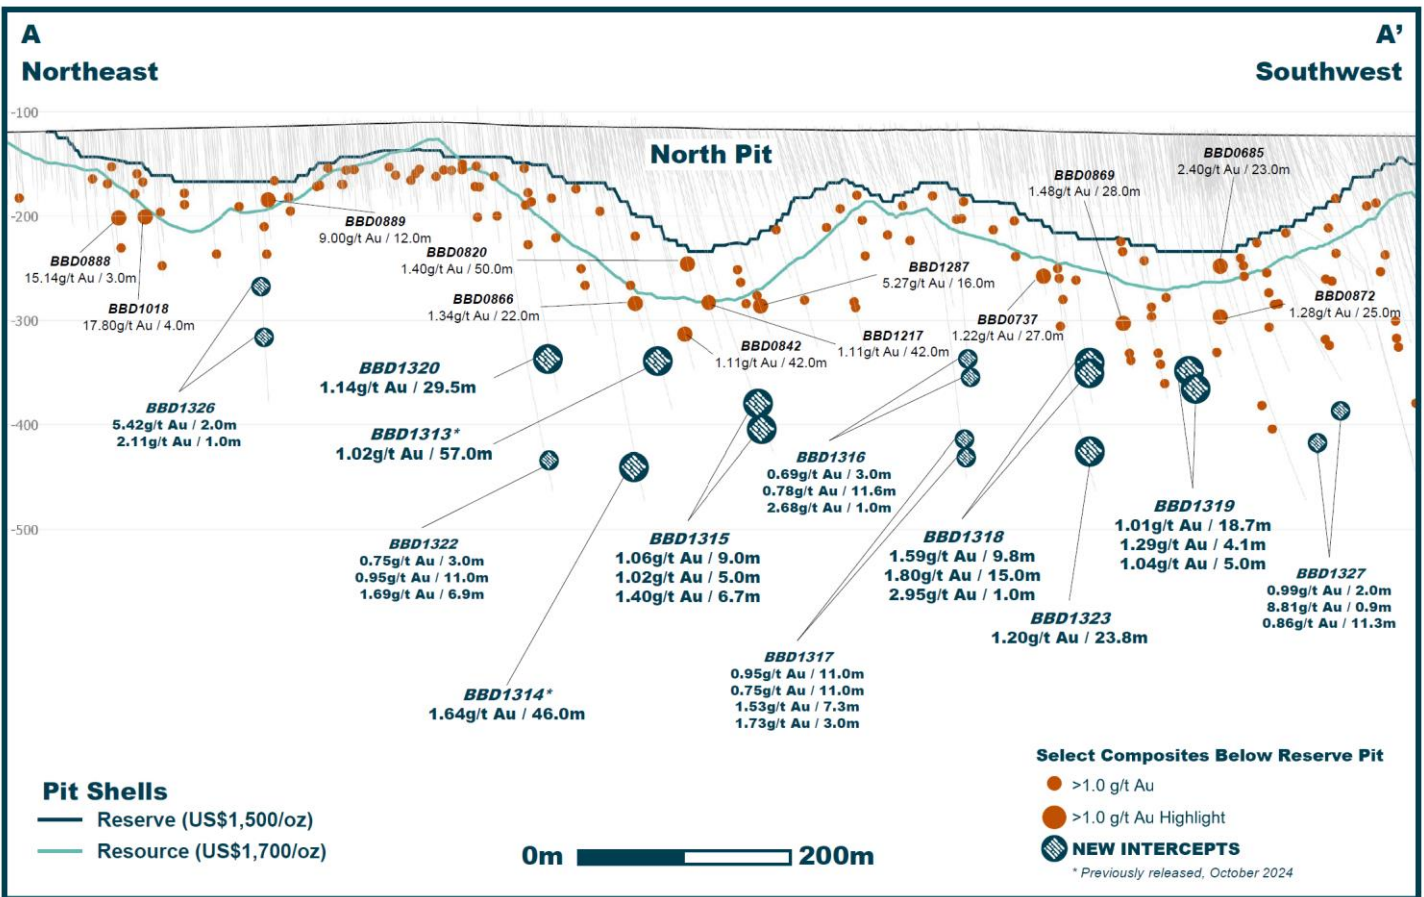 A
A’
Northeast
Southwest
-100
North Pit
BBD0685
2.40g/t Au / 23.0m
BBD0869
1.48g/t Au / 28.0m
-200
BBD0889
9.00g/t Au / 12.0m
BBD0820
1.40g/t Au / 50.0m
BBD0888
15.14g/t Au / 3.0m
BBD1287
5.27g/t Au / 16.0m
BBD1018
17.80g/t Au / 4.0m
BBD0866
1.34g/t Au / 22.0m
BBD0872
1.28g/t Au / 25.0m
-300
BBD0737
1.22g/t Au / 27.0m
BBD1217
1.11g/t Au / 42.0m
BBD0842
1.11g/t Au / 42.0m
BBD1320
1.14g/t Au / 29.5m
BBD1326
5.42g/t Au / 2.0m
2.11g/t Au / 1.0m
-400
BBD1313*
1.02g/t Au / 57.0m
BBD1316
0.69g/t Au / 3.0m
0.78g/t Au / 11.6m
2.68g/t Au / 1.0m
BBD1319
1.01g/t Au / 18.7m
1.29g/t Au / 4.1m
1.04g/t Au / 5.0m
-500
BBD1322
0.75g/t Au / 3.0m
0.95g/t Au / 11.0m
1.69g/t Au / 6.9m
BBD1315
1.06g/t Au / 9.0m
1.02g/t Au / 5.0m
1.40g/t Au / 6.7m
BBD1318
1.59g/t Au / 9.8m
1.80g/t Au / 15.0m
2.95g/t Au / 1.0m
BBD1327
0.99g/t Au / 2.0m
8.81g/t Au / 0.9m
0.86g/t Au / 11.3m
BBD1323
1.20g/t Au / 23.8m
BBD1317
0.95g/t Au / 11.0m
0.75g/t Au / 11.0m
1.53g/t Au / 7.3m
1.73g/t Au / 3.0m
BBD1314*
1.64g/t Au / 46.0m
Pit Shells
Reserve (US$1,500/oz)
Resource (US$1,700/oz)
0m
200m
Select Composites Below Reserve Pit
>1.0 g/t Au
>1.0 g/t Au Highlight
NEW INTERCEPTS
* Previously released, October 2024